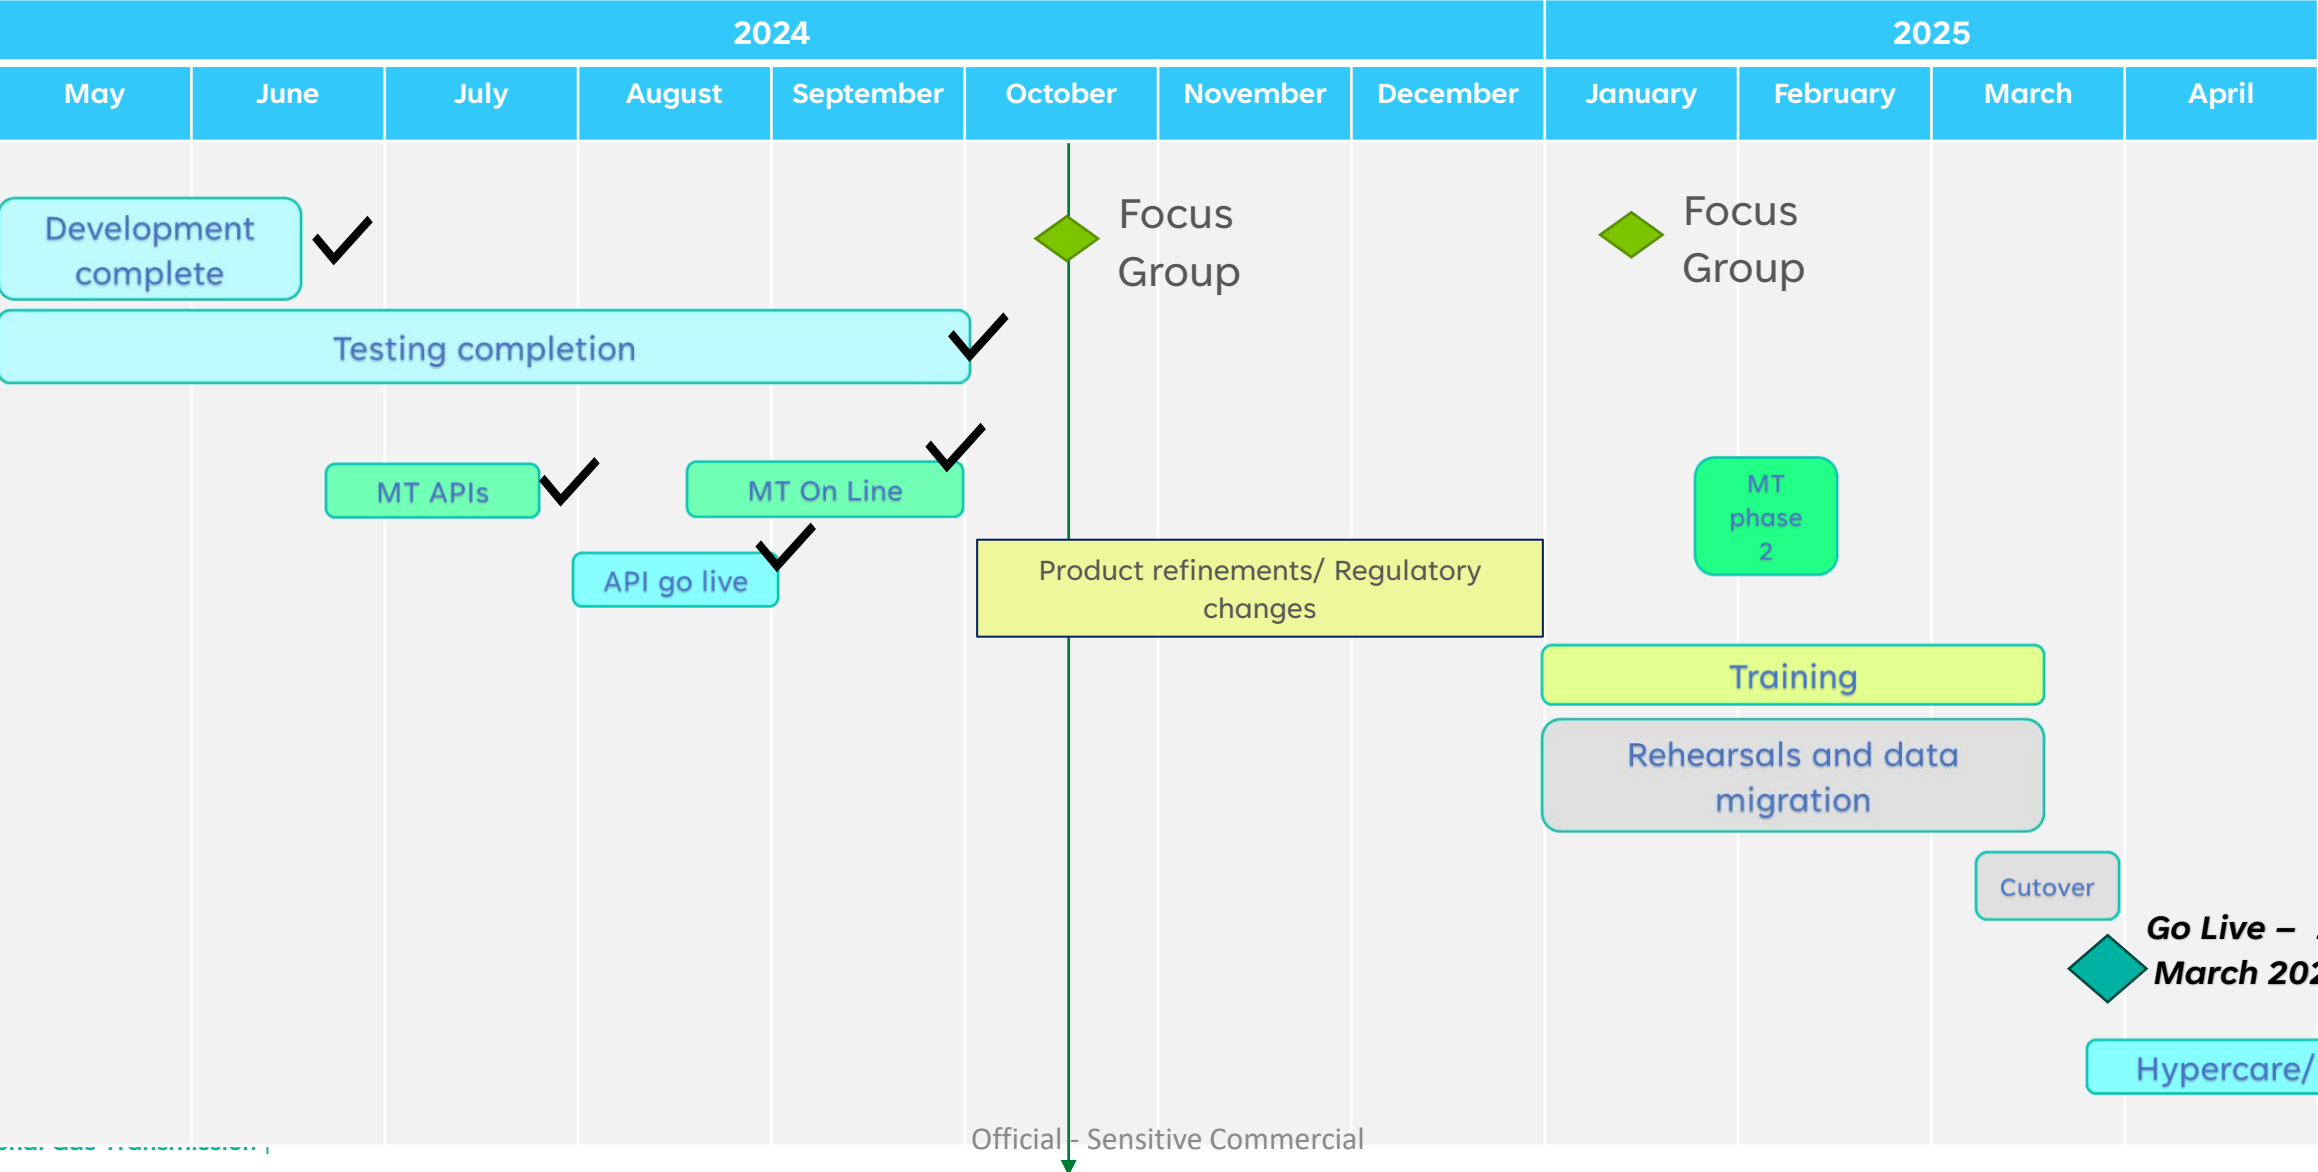 2024 2025
May June July August September October November December January February March April
Development
complete
Focus
Group
Focus
Group
Testing completion
MT APIs
MT On Line
MT
phase
2
API go live
Product refinements/ Regulatory
changes
Training
Rehearsals and data
migration
Cutover
Go Live –
March
Hypercare/
Official - Sensitive Commercial
Transmission